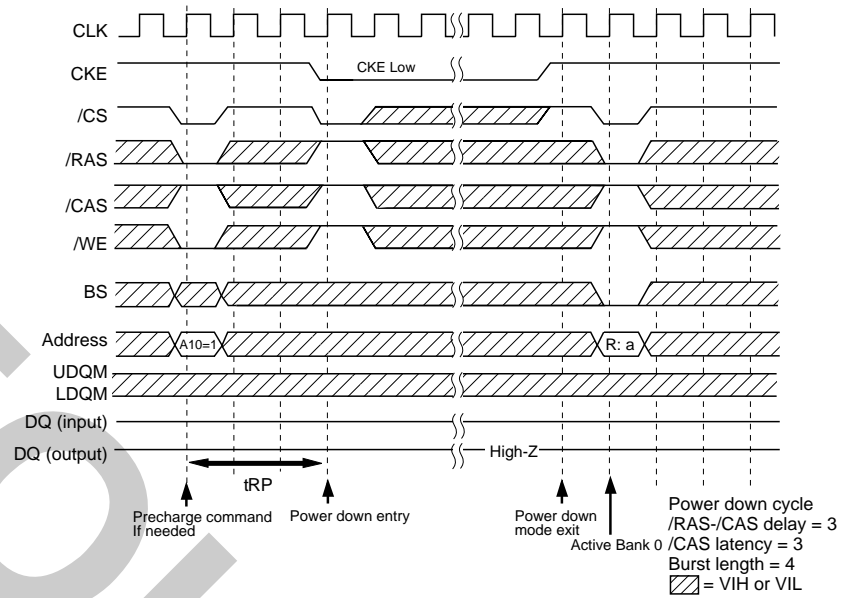 CLK
CKE
CKE Low
/CS
/RAS
/CAS
/WE
BS
Address
A10=1
R: a
UDQM
LDQM
DQ (input)
DQ (output)
High-Z
tRP
Precharge command
If needed
Power down entry
Power down
mode exit
Active Bank 0
Power down cycle
/RAS-/CAS delay = 3
/CAS latency = 3
Burst length = 4
= VIH or VIL